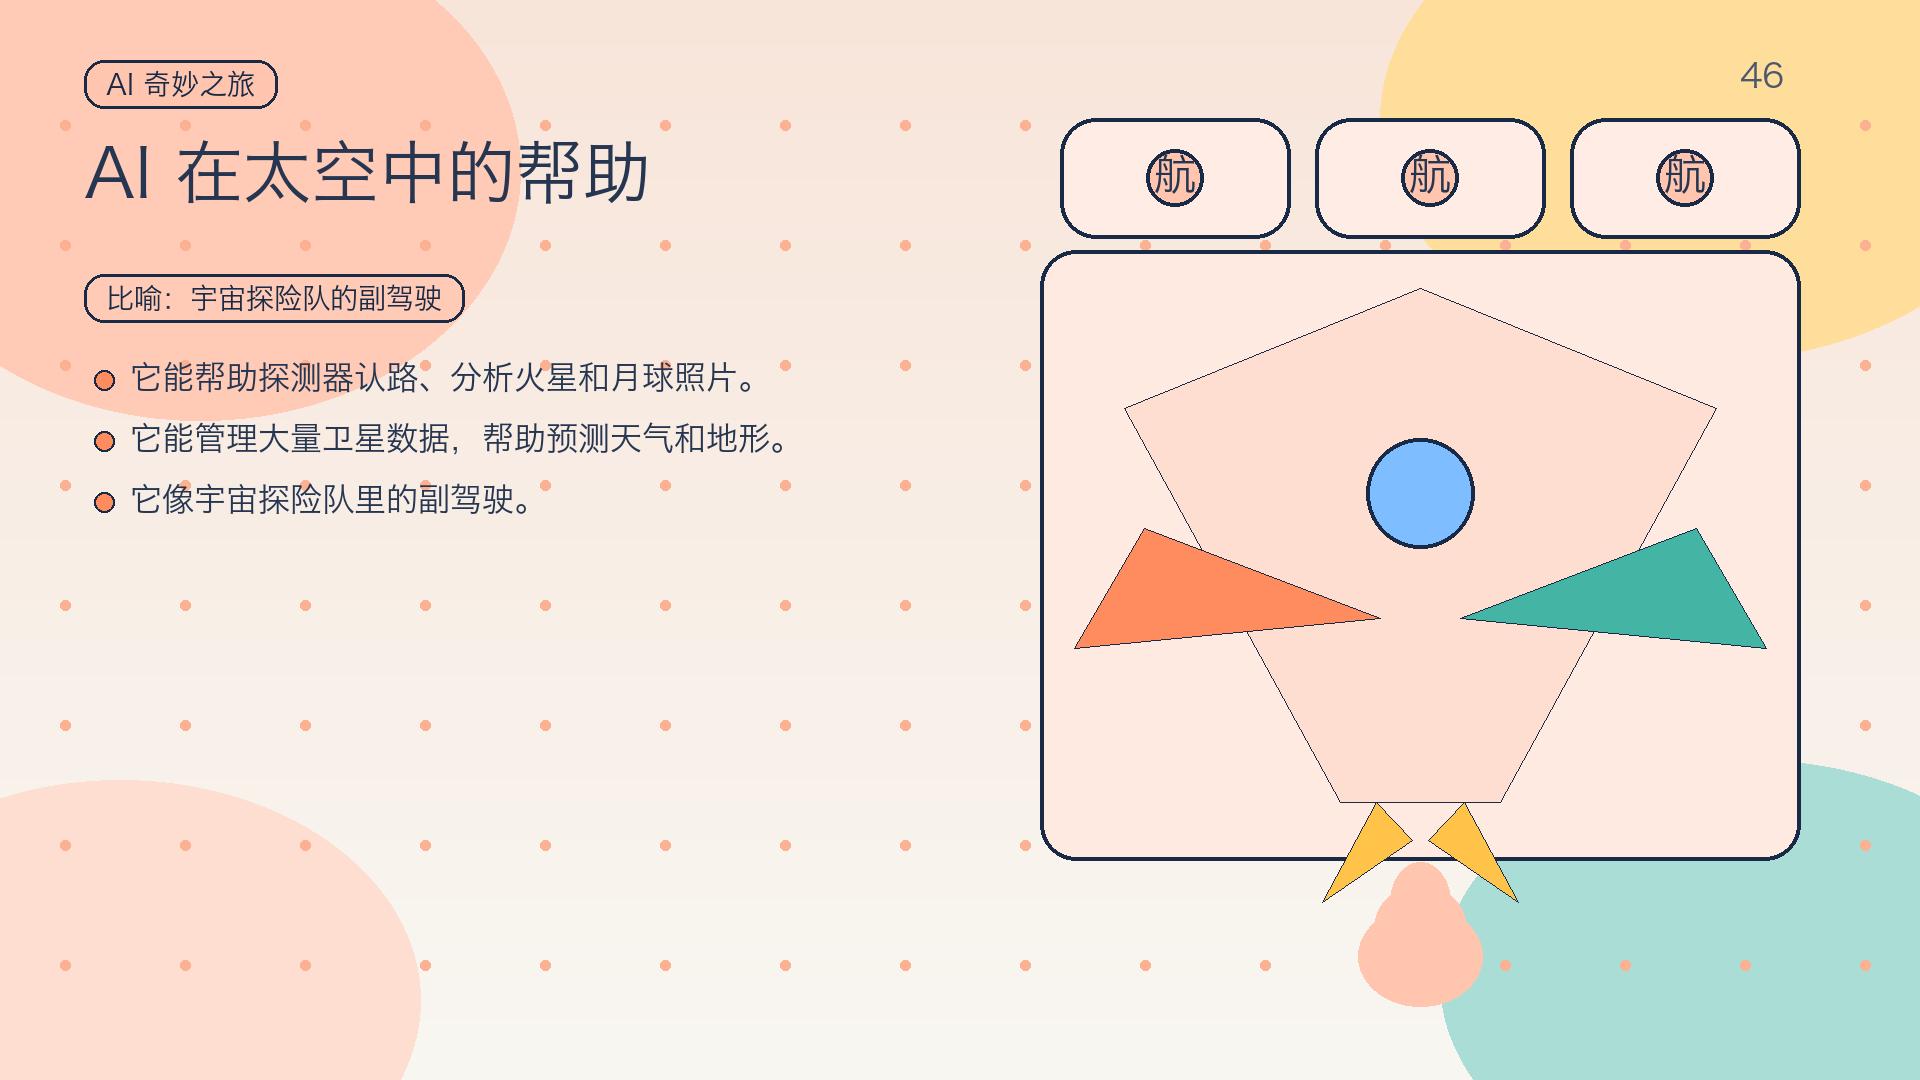 AI 奇妙之旅
46
AI 在太空中的帮助
航
航
航
比喻：宇宙探险队的副驾驶
它能帮助探测器认路、分析火星和月球照片。
它能管理大量卫星数据，帮助预测天气和地形。
它像宇宙探险队里的副驾驶。